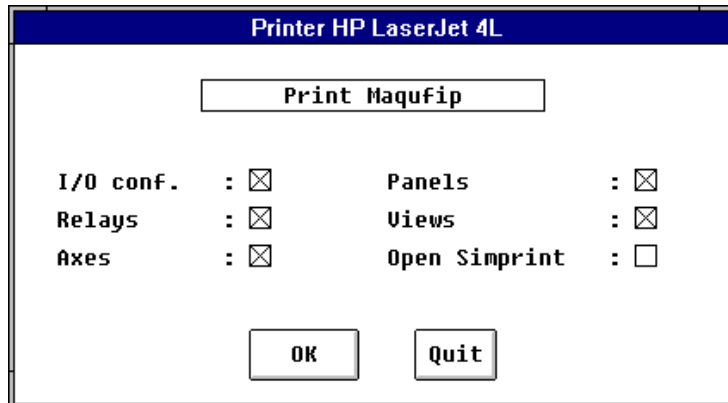 Printer HP LaserJet 4L
Print Maqufip
I/O conf. : Panels :
Relays : Views :
Axes : Open Simprint :
OK Quit